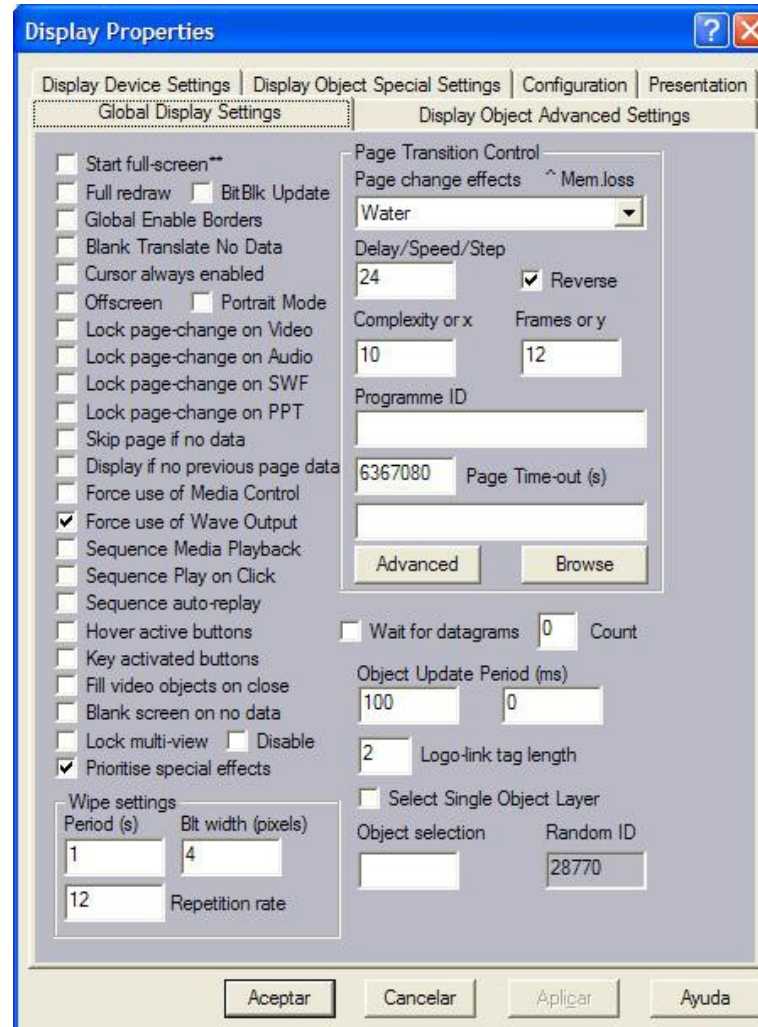 Display Properties
Display Device Settings Display Object Special Settings Configuration Presentation
Global Display Settings Display Object Advanced Settings
Start full-screen**
Full redraw BitBlk Update
Global Enable Borders
Blank Translate No Data
Cursor always enabled
Offscreen Portrait Mode
Lock page-change on Video
Lock page-change on Audio
Lock page-change on SWF
Lock page-change on PPT
Skip page if no data
Display if no previous page data
Force use of Media Control
Force use of Wave Output
Sequence Media Playback
Sequence Play on Click
Sequence auto-replay
Hover active buttons
Key activated buttons
Fill video objects on close
Blank screen on no data
Lock multi-view Disable
Prioritise special effects
Wipe settings
Period (s) Blt width (pixels)
1 4
12 Repetition rate
Page Transition Control
Page change effects ^ Mem.loss
Water
Delay/Speed/Step
24 Reverse
Complexity or x Frames or y
10 12
Programme ID
6367080 Page Time-out (s)
Advanced Browse
Wait for datagrams 0 Count
Object Update Period (ms)
100 0
2 Logo-link tag length
Select Single Object Layer
Object selection Random ID
28770
Aceptar Cancelar Aplicar Ayuda